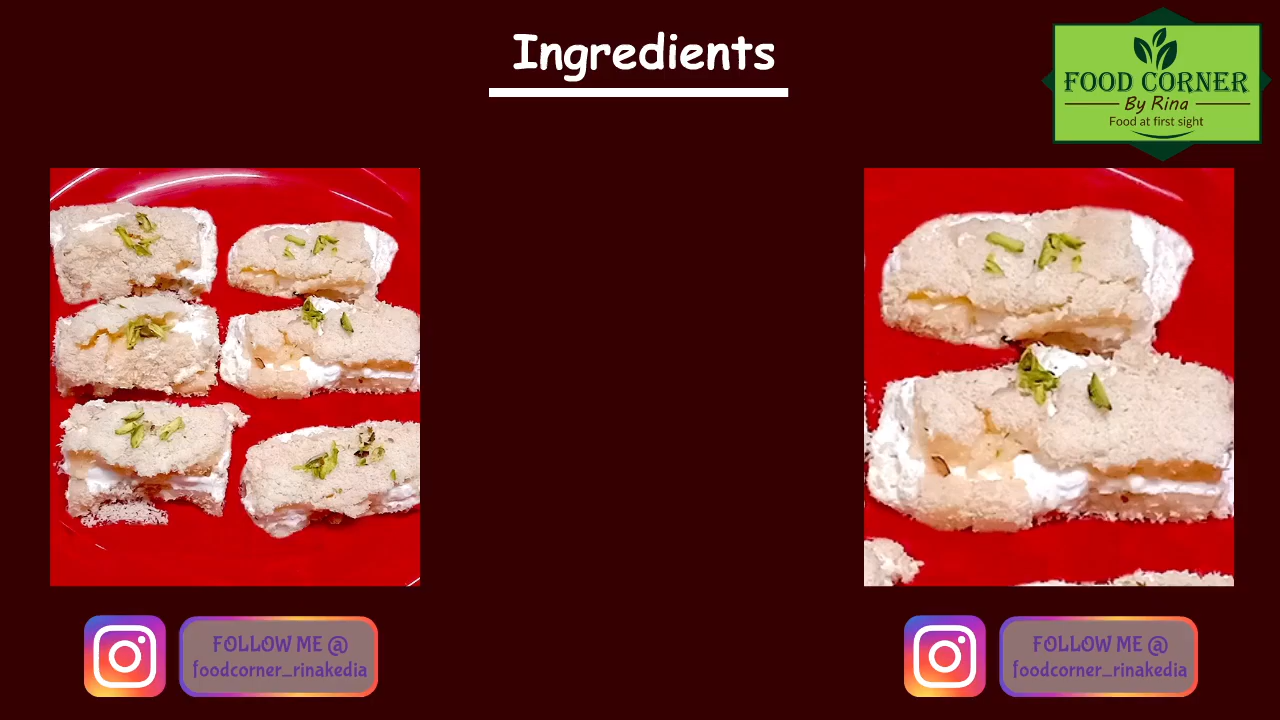 Ingredients
FOOD CORNER
By Rina
Food at first sight
FOLLOW ME @
foodcorner_rinakedia
FOLLOW ME @
foodcorner_rinakedia